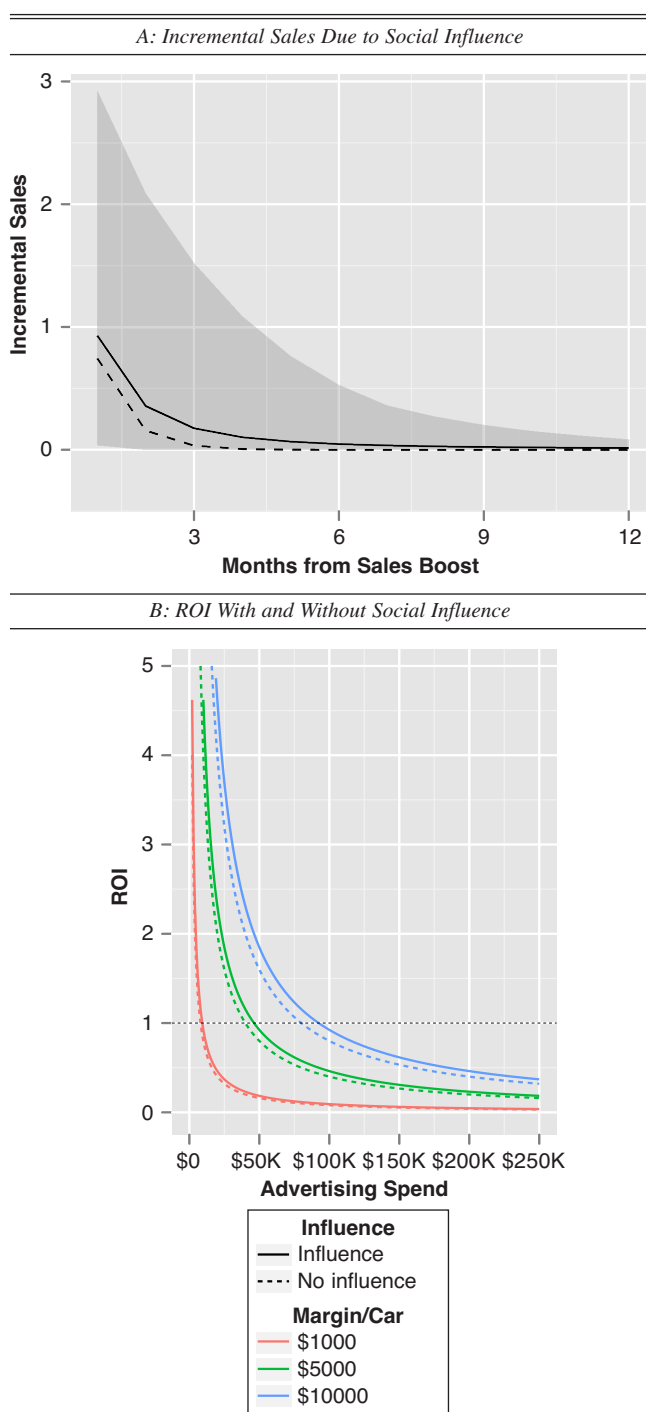 A: Incremental Sales Due to Social Influence
3
2
1
0
Incremental Sales
3 6 9 12
Months from Sales Boost
B: ROI With and Without Social Influence
5
4
3
2
1
0
ROI
$0 $50K $100K $150K $200K $250K
Advertising Spend
Influence
Influence
No influence
Margin/Car
$1000
$5000
$10000